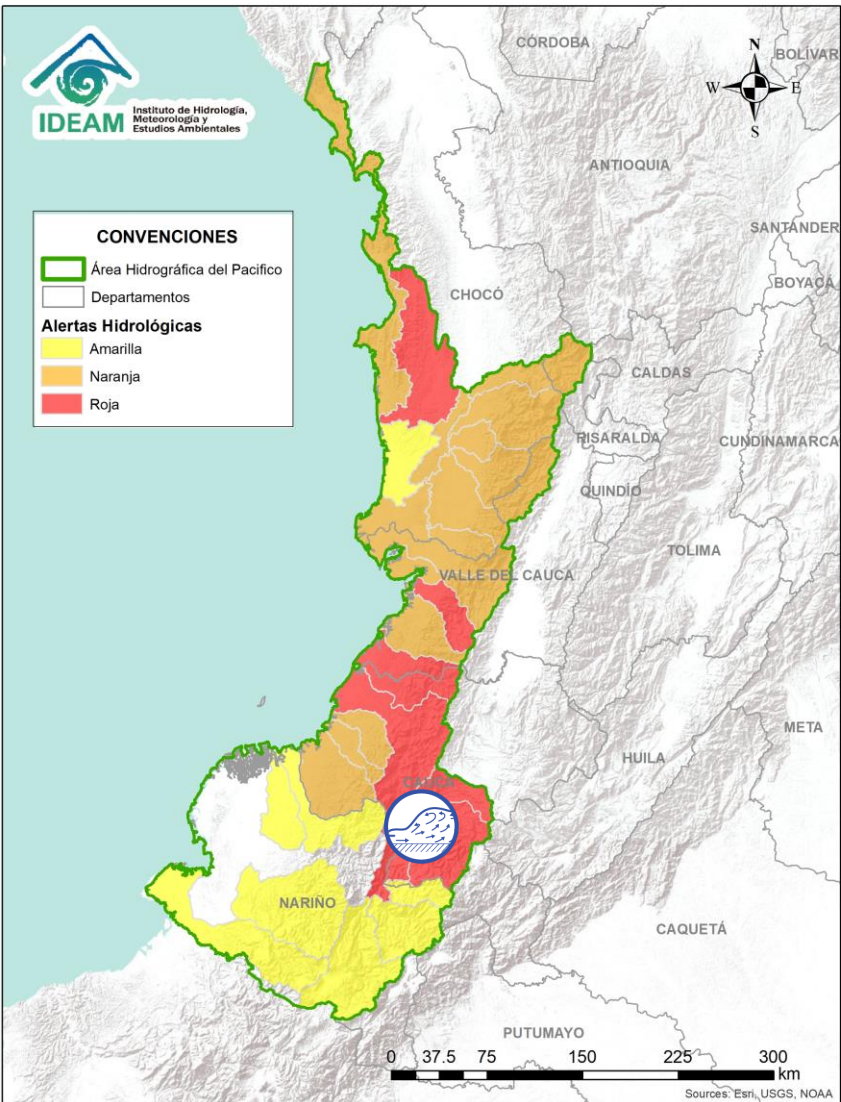 IDEAM
Instituto de Hidrología,
Meteorología y
Estudios Ambientales
N
W
E
S
CONVENCIONES
Área Hidrográfica del Pacifico
Departamentos
Alertas Hidrológicas
Amarilla
Naranja
Roja
CÓRDOBA
BOLÍVAR
ANTIOQUIA
SANTANDER
BOYACÁ
CHOCÓ
CALDAS
RISARALDA
CUNDINAMARCA
QUINDÍO
TOLIMA
VALLE DEL CAUCA
META
HUILA
CAUCA
NARIÑO
CAQUETÁ
PUTUMAYO
0 37.5 75 150 225 300
km
Sources: Esri, USGS, NOAA